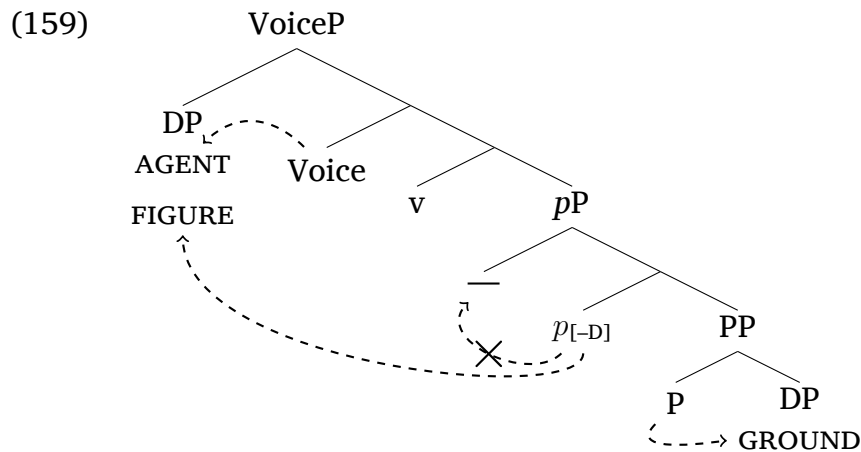 (159) VoiceP
DP
AGENT Voice
FIGURE v pP
—
p[–D] PP
P DP
GROUND